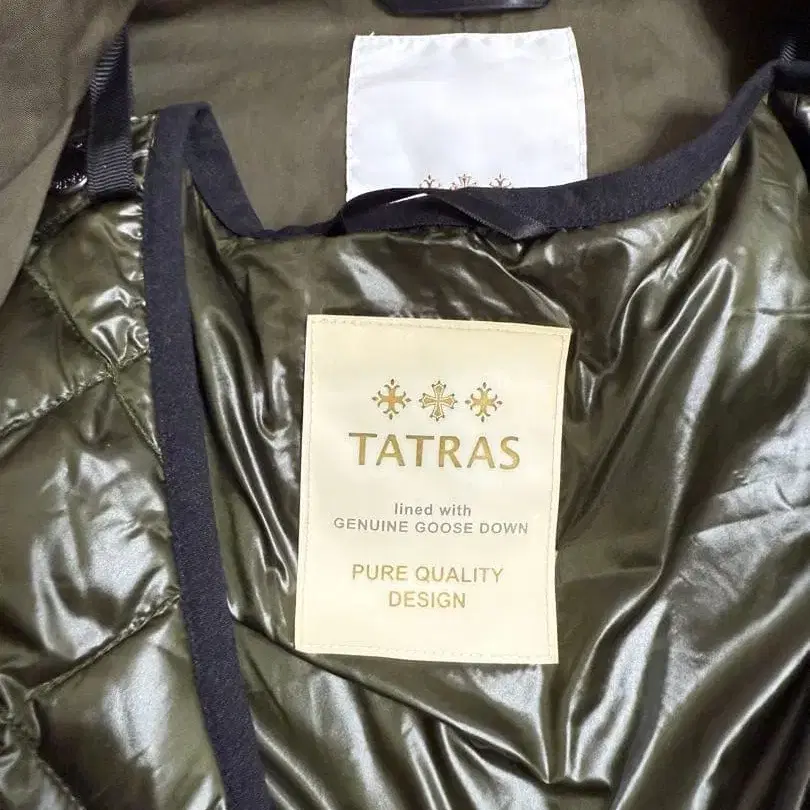 TATRAS
lined with
GENUINE GOOSE DOWN
PURE QUALITY
DESIGN